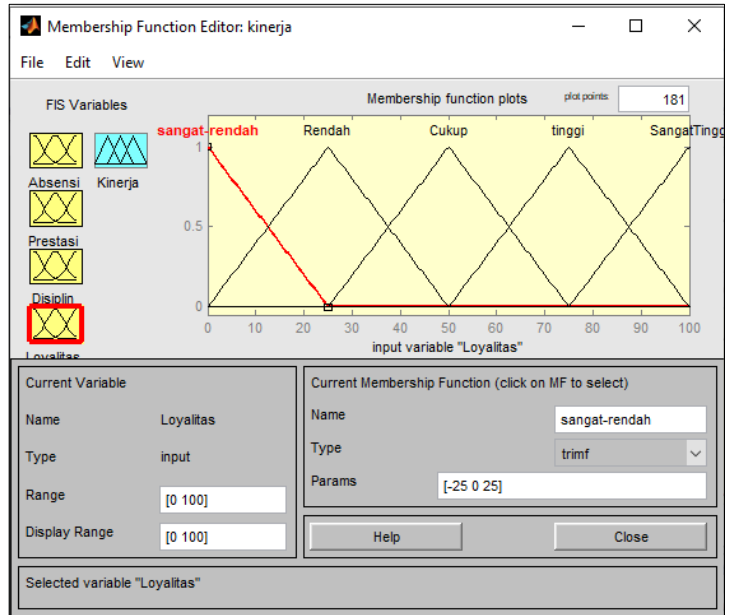 Membership Function Editor: kinerja
File Edit View
FIS Variables
Absensi Kinerja
Prestasi
Disiplin
Loyalitas
Membership function plots plot points: 181
sangat-rendah Rendah Cukup tinggi SangatTingg
1
0.5
0
0 10 20 30 40 50 60 70 80 90 100
input variable "Loyalitas"
Current Variable
Name Loyalitas
Type input
Range [0 100]
Display Range [0 100]
Current Membership Function (click on MF to select)
Name sangat-rendah
Type trimf
Params [-25 0 25]
Help Close
Selected variable "Loyalitas"